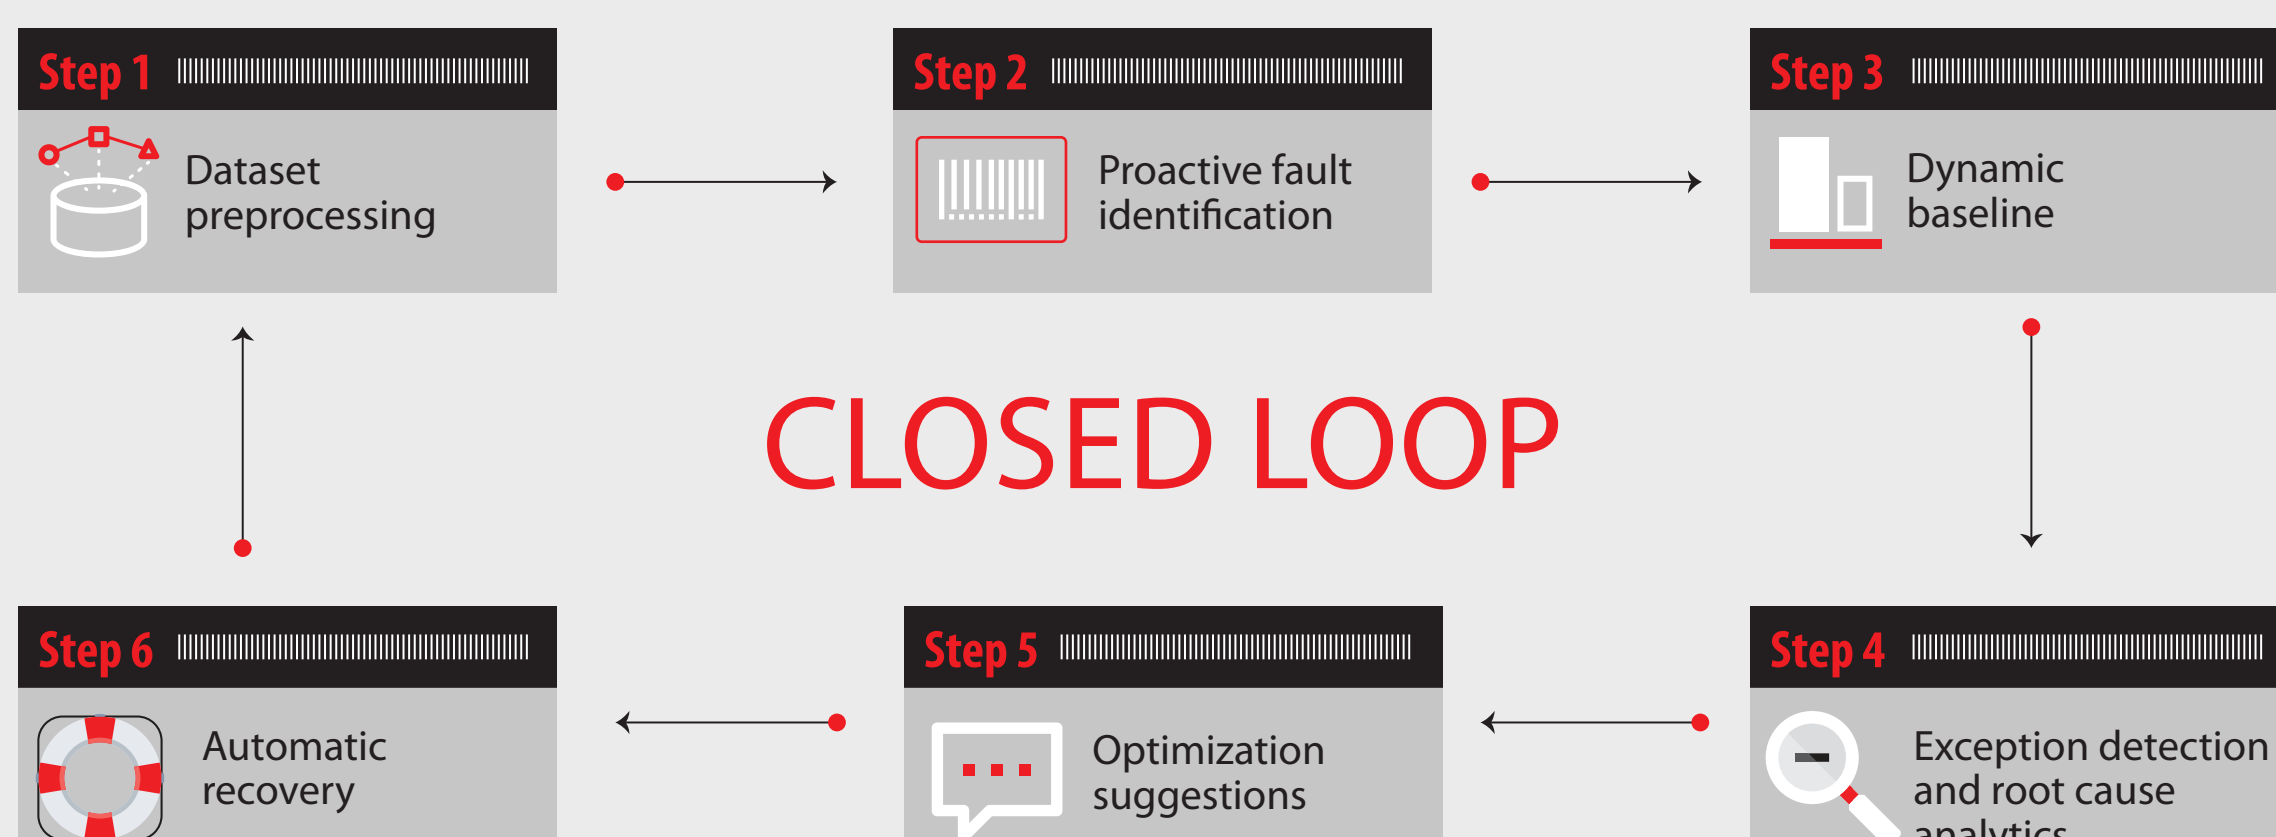 Step 1
Dataset
preprocessing
Step 2
Proactive fault
identification
Step 3
Dynamic
baseline
CLOSED LOOP
Step 6
Automatic
recovery
Step 5
Optimization
suggestions
Step 4
Exception detection
and root cause
analytics